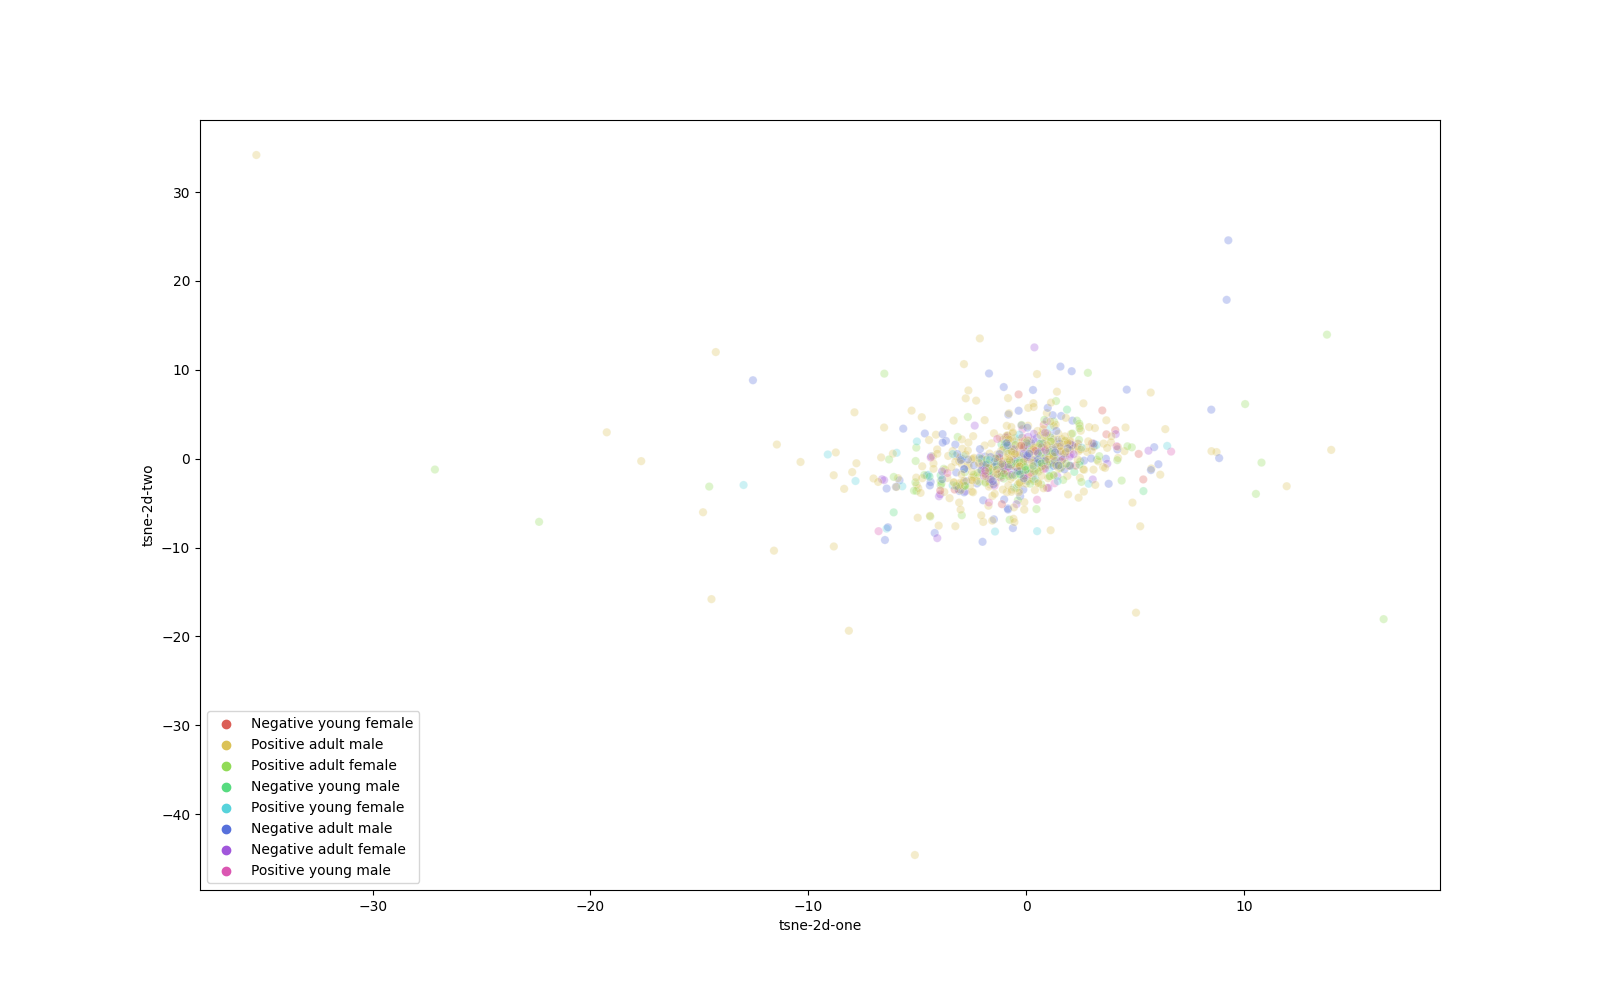 30
20
10
0
−10
−20
−30
−40
tsne-2d-two
Negative young female
Positive adult male
Positive adult female
Negative young male
Positive young female
Negative adult male
Negative adult female
Positive young male
−30
−20
−10
0
10
tsne-2d-one